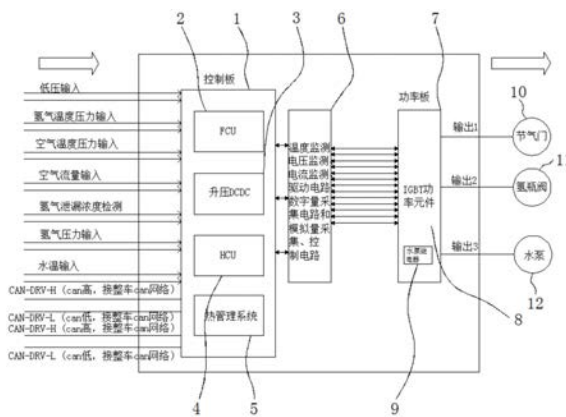 2
1
3
6
7
控制板
功率板
10
FCU
升压DCDC
HCU
热管理系统
低压输入
氢气温度压力输入
空气温度压力输入
空气流量输入
氢气泄漏浓度检测
氢气压力输入
水温输入
CAN-DRV-H (can高, 接整车can网络)
CAN-DRV-L (can低, 接整车can网络)
CAN-DRV-H (can高, 接整车can网络)
CAN-DRV-L (can低, 接整车can网络)
温度监测
电压监测
电流监测
驱动电路
数字量采
集电路和
模拟量采
集、控
制电路
IGBT功
率元件
水泵继
电器
输出1
节气门
11
输出2
氢瓶阀
输出3
水泵
12
8
4
5
9